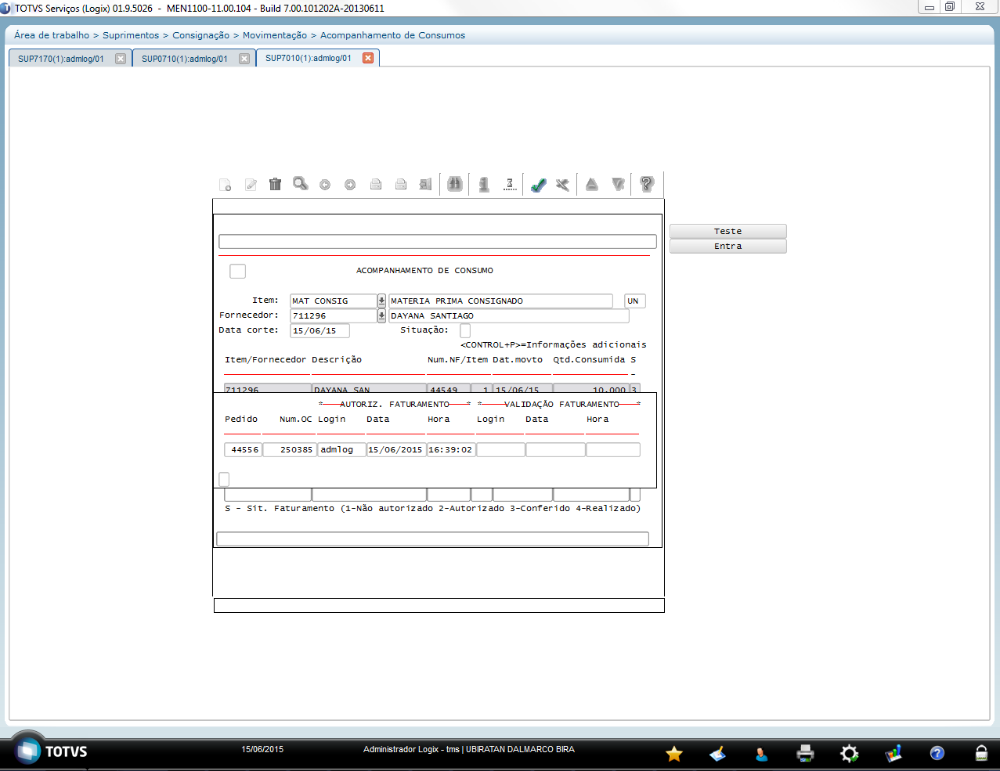 TOTVS Serviços (Logix) 01.9.5026 - MEN1100-11.00.104 - Build 7.00.101202A-20130611
Área de trabalho > Suprimentos > Consignação > Movimentação > Acompanhamento de Consumos
SUP7170(1):admlog/01 SUP0710(1):admlog/01 SUP7010(1):admlog/01
Teste
Entra
ACOMPANHAMENTO DE CONSUMO
Item: MAT CONSIG MATERIA PRIMA CONSIGNADO UN
Fornecedor: 711296 DAYANA SANTIAGO
Data corte: 15/06/15 Situação:
<CONTROL+P>=Informações adicionais
Item/Fornecedor Descrição Num.NF/Item Dat.movto Qtd.Consumida S
711296 DAYANA SAN 44549 1 15/06/15 10,000 3
*——AUTORIZ. FATURAMENTO——* *——VALIDAÇÃO FATURAMENTO——*
Pedido Num.OC Login Data Hora Login Data Hora
44556 250385 admlog 15/06/2015 16:39:02
S - Sit. Faturamento (1-Não autorizado 2-Autorizado 3-Conferido 4-Realizado)
TOTVS 15/06/2015 Administrador Logix - tms | UBIRATAN DALMARCO BIRA